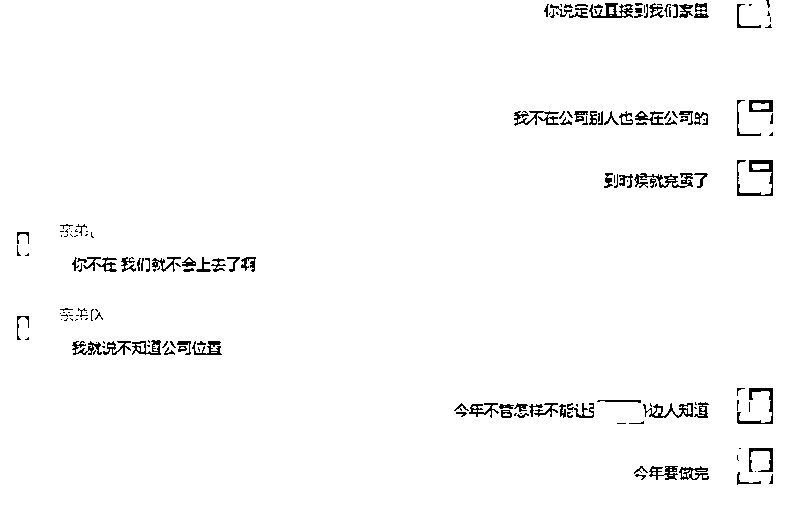 你说定位直接到我们家里
我不在公司别人也会在公司的
到时候就完蛋了
亲弟
你不在 我们就不会上去了啊
亲弟
我就说不知道公司位置
今年不管怎样不能让 边人知道
今年要做完